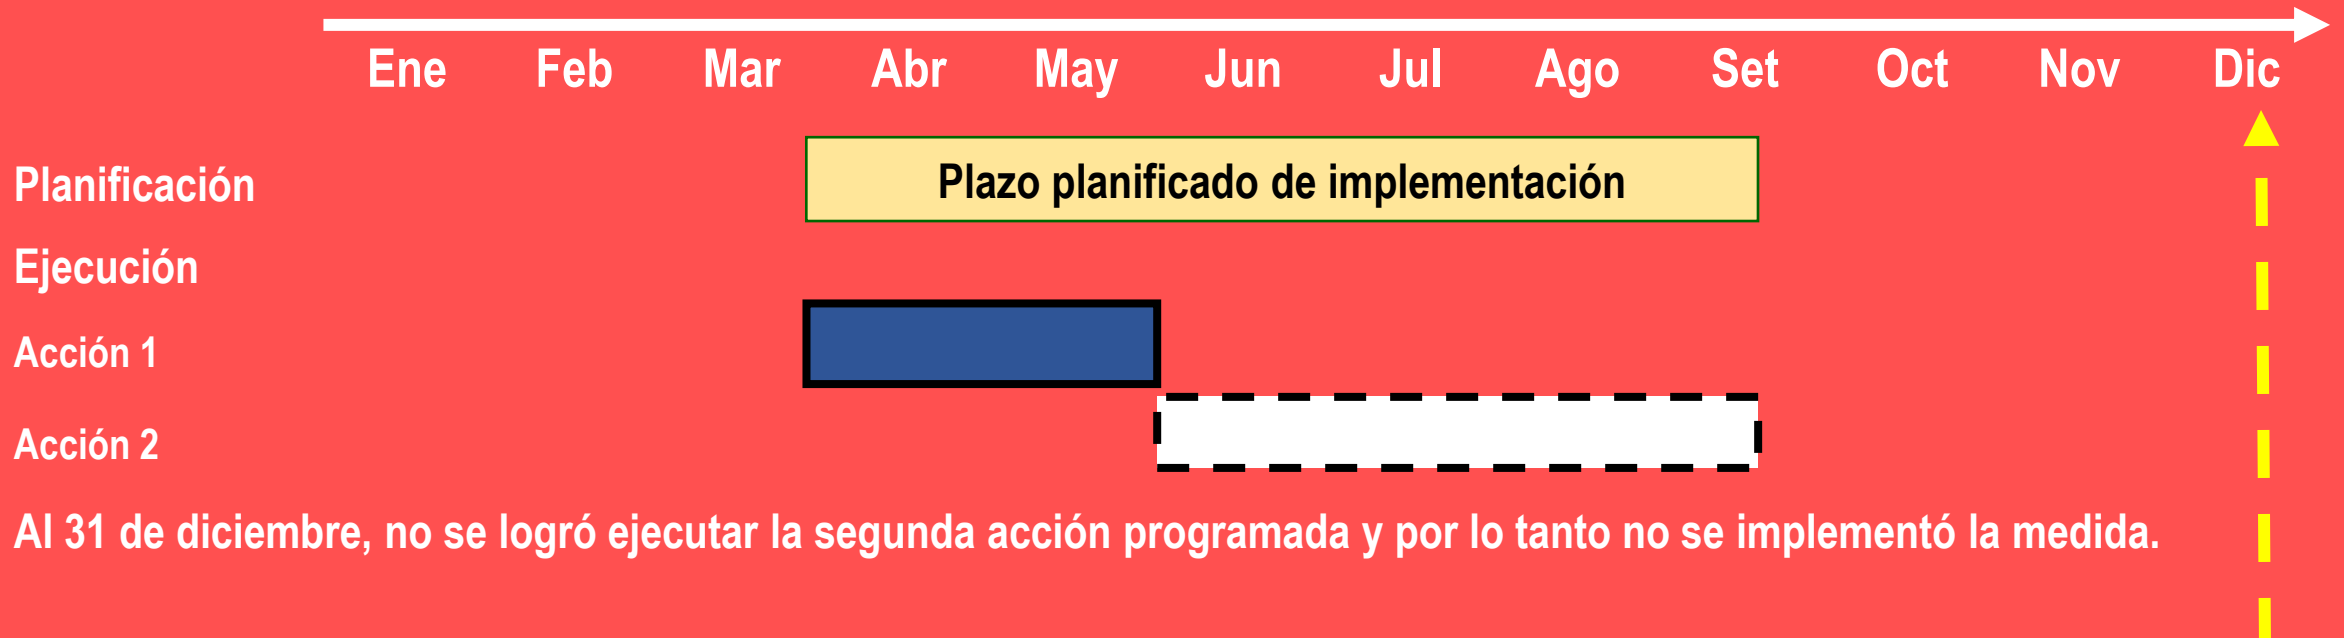 Ene Feb Mar Abr May Jun Jul Ago Set Oct Nov Dic
Planificación
Plazo planificado de implementación
Ejecución
Acción 1
Acción 2
Al 31 de diciembre, no se logró ejecutar la segunda acción programada y por lo tanto no se implementó la medida.